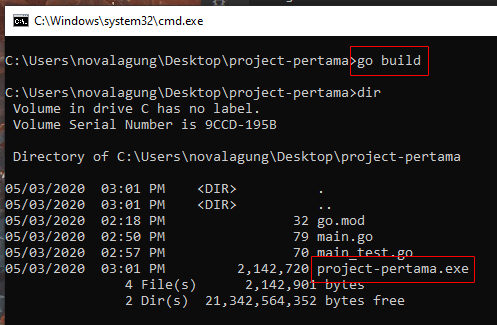 C:\Windows\system32\cmd.exe
C:\Users\novalagung\Desktop\project-pertama>go build
C:\Users\novalagung\Desktop\project-pertama>dir
Volume in drive C has no label.
Volume Serial Number is 9CCD-195B
Directory of C:\Users\novalagung\Desktop\project-pertama
05/03/2020  03:01 PM    <DIR>          .
05/03/2020  03:01 PM    <DIR>          ..
05/03/2020  02:18 PM                32 go.mod
05/03/2020  02:50 PM                79 main.go
05/03/2020  02:57 PM                70 main_test.go
05/03/2020  03:01 PM         2,142,720 project-pertama.exe
4 File(s)      2,142,901 bytes
2 Dir(s)  21,342,564,352 bytes free